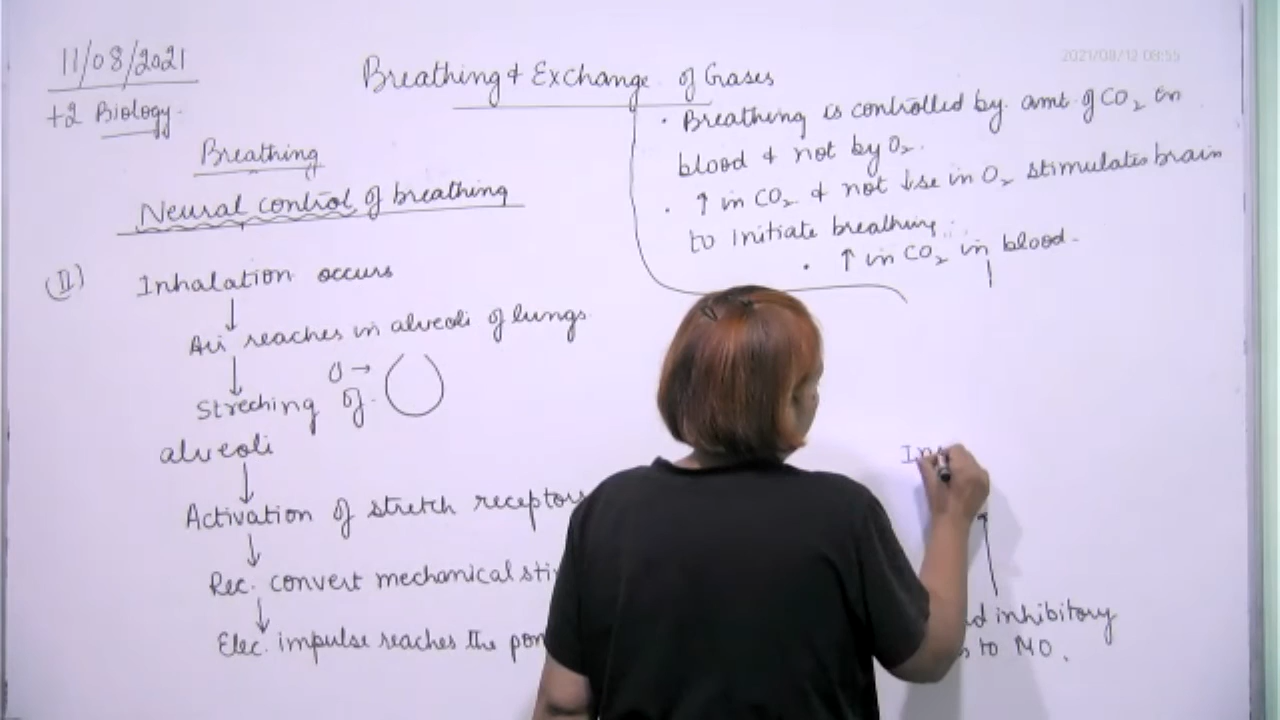 11/08/2021
+2 Biology.
2021/08/12 08:55
Breathing & Exchange of Gases
Breathing
Neural control of breathing
(II) Inhalation occurs
↓
Air reaches in alveoli of lungs.
↓
Streching of
alveoli
↓
Activation of stretch receptors
↓
Rec. convert mechanical sti
↓
Elec. impulse reaches the pon
• Breathing is controlled by amt. of CO₂ in
blood & not by O₂.
• ↑ in CO₂ & not ↓se in O₂ stimulates brain
to initiate breathing.
• ↑ in CO₂ in blood.
inhibitory
to MO.